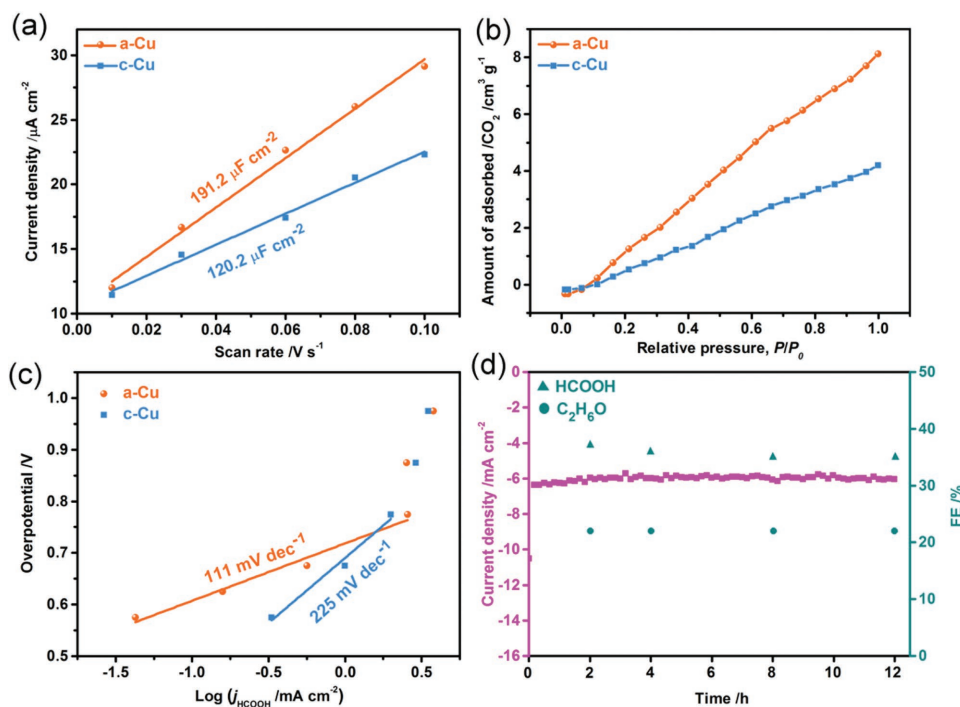 (a)
a-Cu
c-Cu
191.2 μF cm⁻²
120.2 μF cm⁻²
Current density /μA cm⁻²
30
25
20
15
10
0.00 0.02 0.04 0.06 0.08 0.10
Scan rate /V s⁻¹
(b)
a-Cu
c-Cu
Amount of adsorbed /CO₂ /cm³ g⁻¹
8
6
4
2
0
0.0 0.2 0.4 0.6 0.8 1.0
Relative pressure, P/P₀
(c)
a-Cu
c-Cu
111 mV dec⁻¹
225 mV dec⁻¹
Overpotential /V
1.0
0.9
0.8
0.7
0.6
0.5
-1.5 -1.0 -0.5 0.0 0.5 1.0
Log (j_HCOOH /mA cm⁻²)
(d)
HCOOH
C₂H₆O
Current density /mA cm⁻²
0
-2
-4
-6
-8
-10
-12
-14
-16
50
40
30
20
10
0
FE /%
0 2 4 6 8 10 12
Time /h